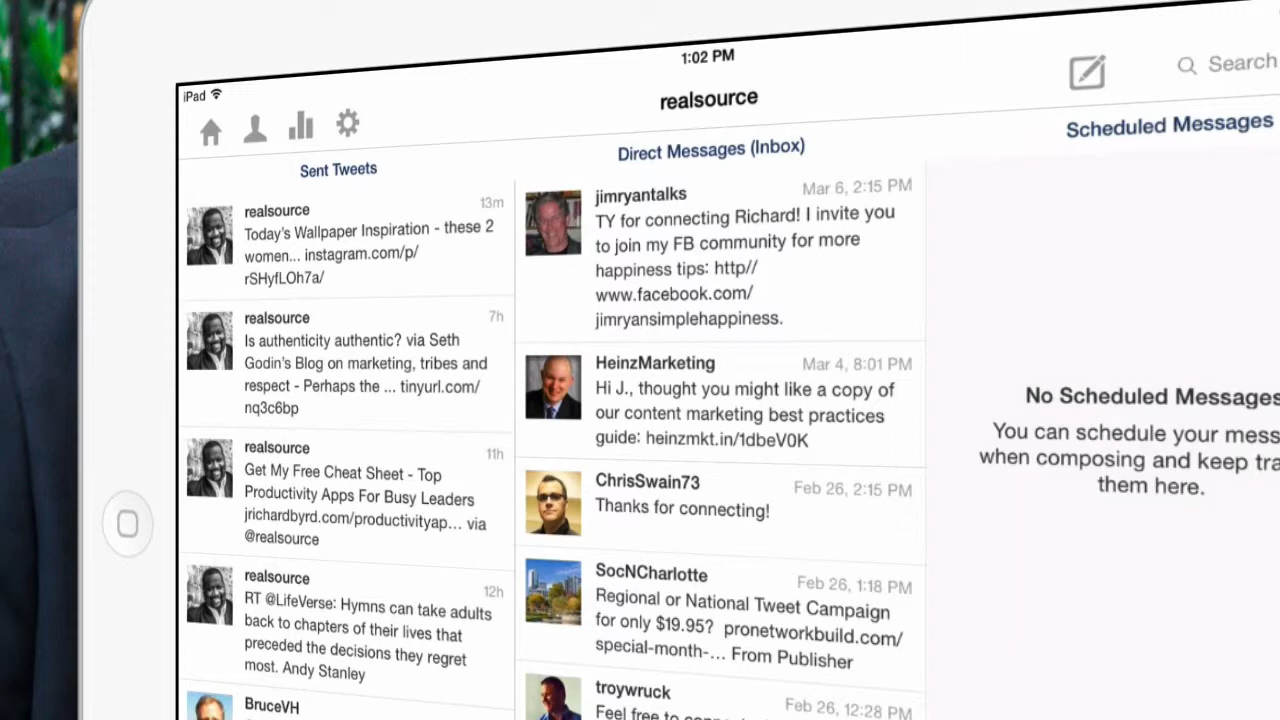 1:02 PM
iPad
realsource
Search
Sent Tweets
realsource
13m
Today's Wallpaper Inspiration - these 2
women... instagram.com/p/
rSHyfLOh7a/
realsource
7h
Is authenticity authentic? via Seth
Godin's Blog on marketing, tribes and
respect - Perhaps the ... tinyurl.com/
nq3c6bp
realsource
11h
Get My Free Cheat Sheet - Top
Productivity Apps For Busy Leaders
jrichardbyrd.com/productivityap... via
@realsource
realsource
12h
RT @LifeVerse: Hymns can take adults
back to chapters of their lives that
preceded the decisions they regret
most. Andy Stanley
BruceVH
Direct Messages (Inbox)
jimryantalks
Mar 6, 2:15 PM
TY for connecting Richard! I invite you
to join my FB community for more
happiness tips: http//
www.facebook.com/
jimryansimplehappiness.
HeinzMarketing
Mar 4, 8:01 PM
Hi J., thought you might like a copy of
our content marketing best practices
guide: heinzmkt.in/1dbeV0K
ChrisSwain73
Feb 26, 2:15 PM
Thanks for connecting!
SocNCharlotte
Feb 26, 1:18 PM
Regional or National Tweet Campaign
for only $19.95? pronetworkbuild.com/
special-month-... From Publisher
troywruck
Feb 26, 12:28 PM
Feel free to
Scheduled Messages
No Scheduled Messages
You can schedule your mess
when composing and keep tra
them here.